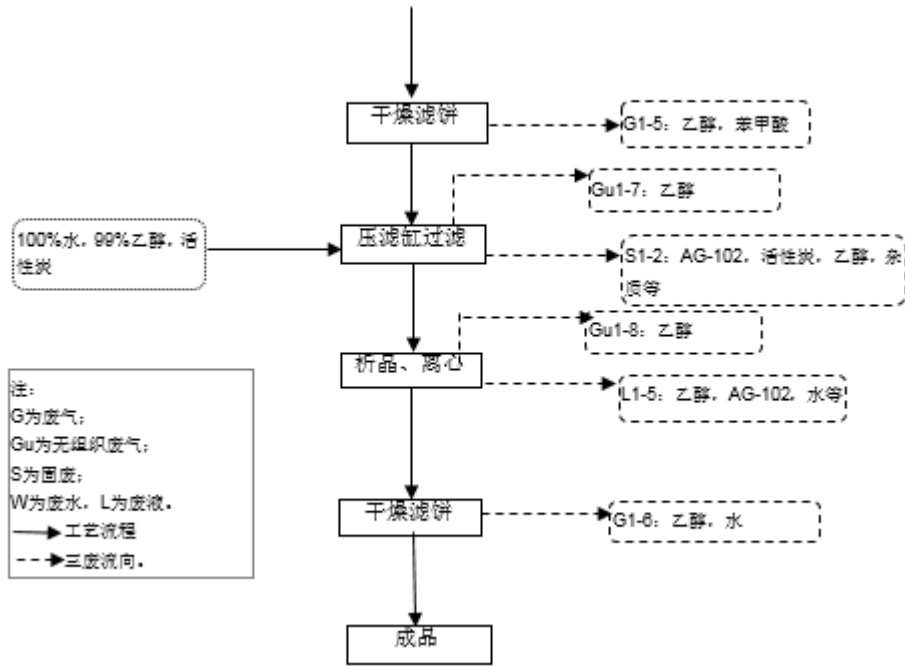 干燥滤饼
G1-5：乙醇，苯甲酸
Gu1-7：乙醇
100%水，99%乙醇，活
性炭
压滤缸过滤
S1-2：AG-102，活性炭，乙醇，杂
质等
Gu1-8：乙醇
析晶、离心
L1-5：乙醇，AG-102，水等
注：
G为废气；
Gu为无组织废气；
S为固废；
W为废水，L为废液。
工艺流程
三废流向。
干燥滤饼
G1-6：乙醇，水
成品